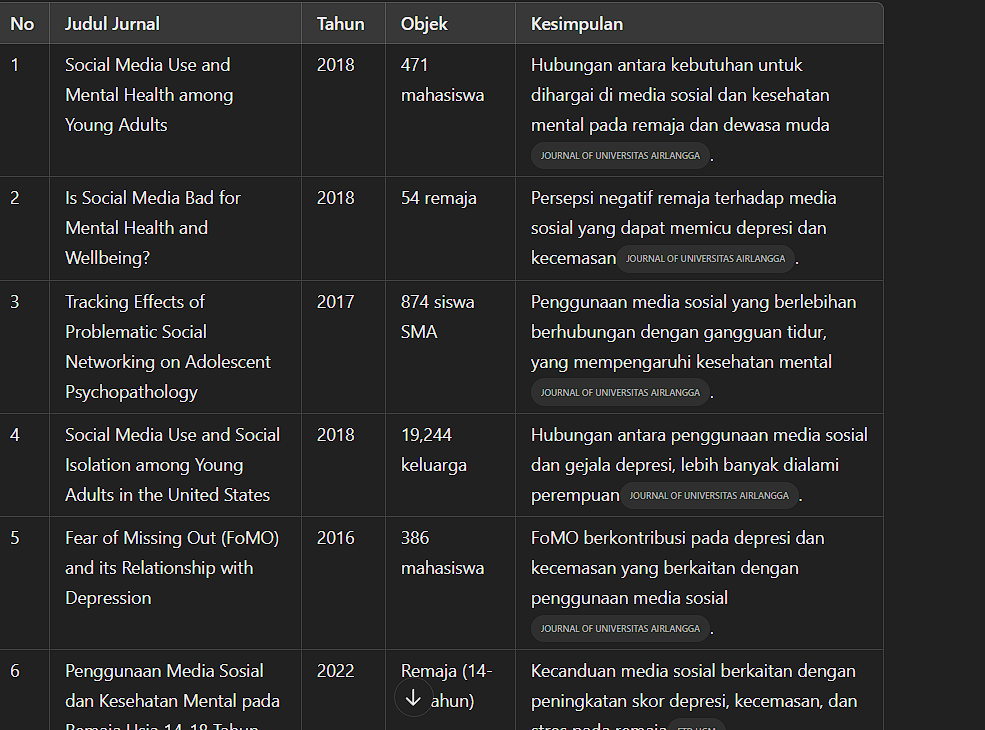 No Judul Jurnal Tahun Objek Kesimpulan
1 Social Media Use and 2018 471 Hubungan antara kebutuhan untuk
Mental Health among mahasiswa dihargai di media sosial dan kesehatan
Young Adults mental pada remaja dan dewasa muda
JOURNAL OF UNIVERSITAS AIRLANGGA .
2 Is Social Media Bad for 2018 54 remaja Persepsi negatif remaja terhadap media
Mental Health and sosial yang dapat memicu depresi dan
Wellbeing? kecemasan JOURNAL OF UNIVERSITAS AIRLANGGA .
3 Tracking Effects of 2017 874 siswa Penggunaan media sosial yang berlebihan
Problematic Social SMA berhubungan dengan gangguan tidur,
Networking on Adolescent yang mempengaruhi kesehatan mental
Psychopathology JOURNAL OF UNIVERSITAS AIRLANGGA .
4 Social Media Use and Social 2018 19,244 Hubungan antara penggunaan media sosial
Isolation among Young keluarga dan gejala depresi, lebih banyak dialami
Adults in the United States perempuan JOURNAL OF UNIVERSITAS AIRLANGGA .
5 Fear of Missing Out (FoMO) 2016 386 FoMO berkontribusi pada depresi dan
and its Relationship with mahasiswa kecemasan yang berkaitan dengan
Depression penggunaan media sosial
JOURNAL OF UNIVERSITAS AIRLANGGA .
6 Penggunaan Media Sosial 2022 Remaja (14- Kecanduan media sosial berkaitan dengan
dan Kesehatan Mental pada ahun) peningkatan skor depresi, kecemasan, dan
Remaja Usia 14-18 Tahun stres pada remaja